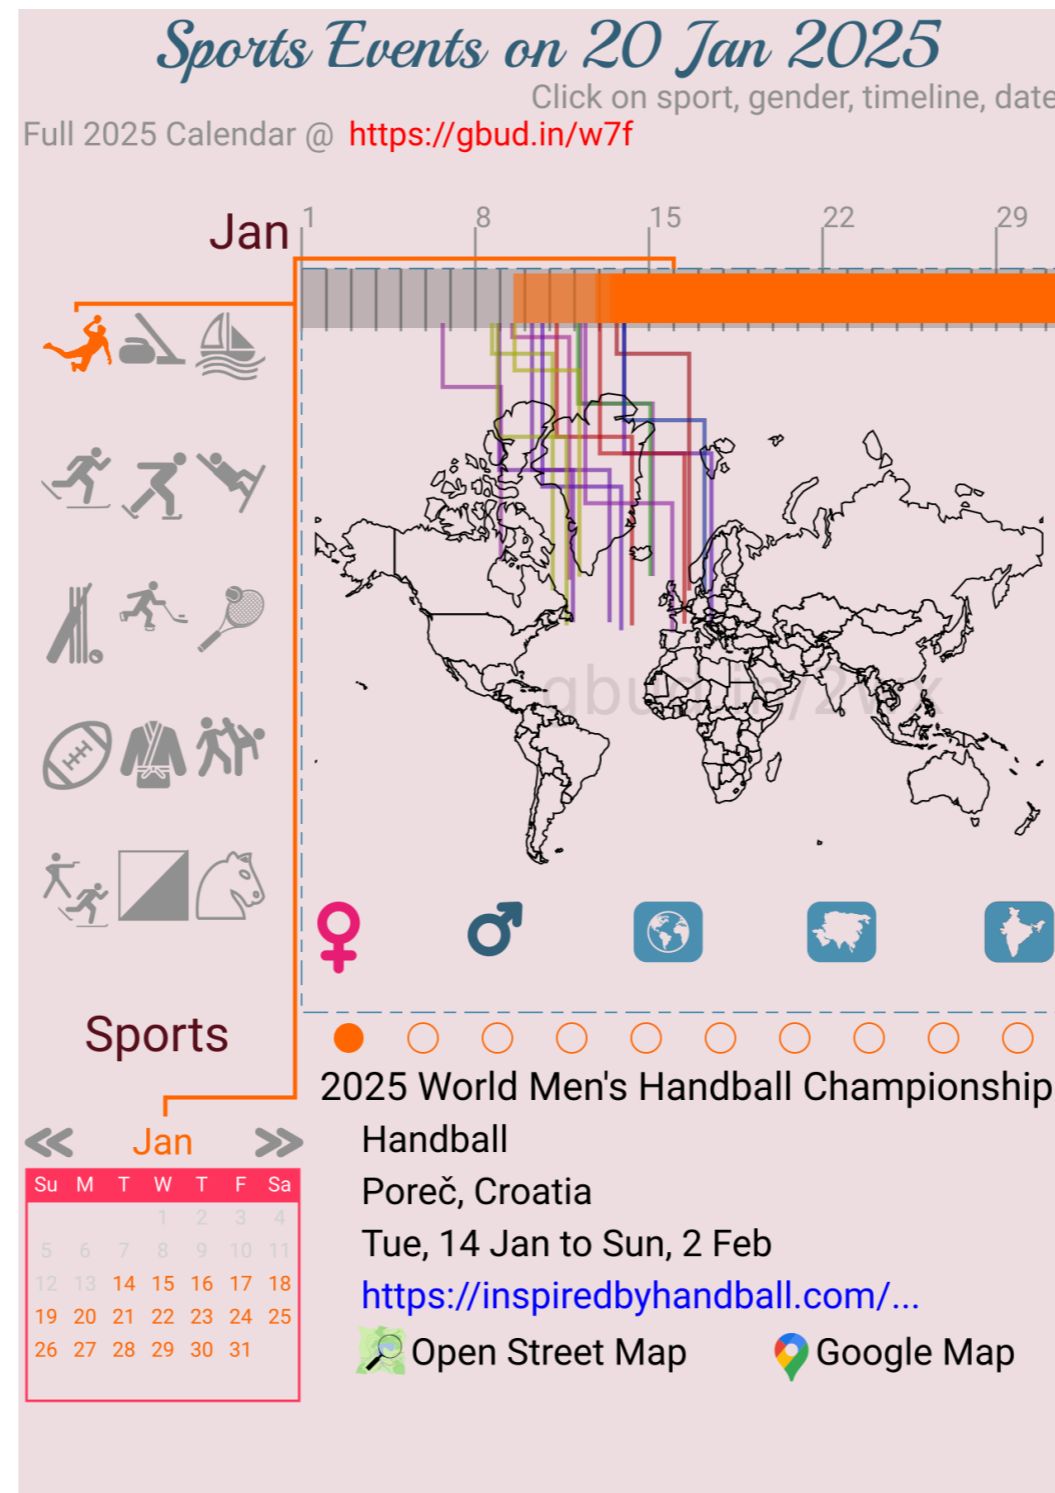 Sports Events on 20 Jan 2025
Click on sport, gender, timeline, date
Full 2025 Calendar @ https://gbud.in/w7f
Jan
1 8 15 22 29
gbud.in/2wx
Sports
2025 World Men's Handball Championship
Handball
Poreč, Croatia
Tue, 14 Jan to Sun, 2 Feb
https://inspiredbyhandball.com/...
Open Street Map Google Map
Jan
Su M T W T F Sa
1 2 3 4
5 6 7 8 9 10 11
12 13 14 15 16 17 18
19 20 21 22 23 24 25
26 27 28 29 30 31